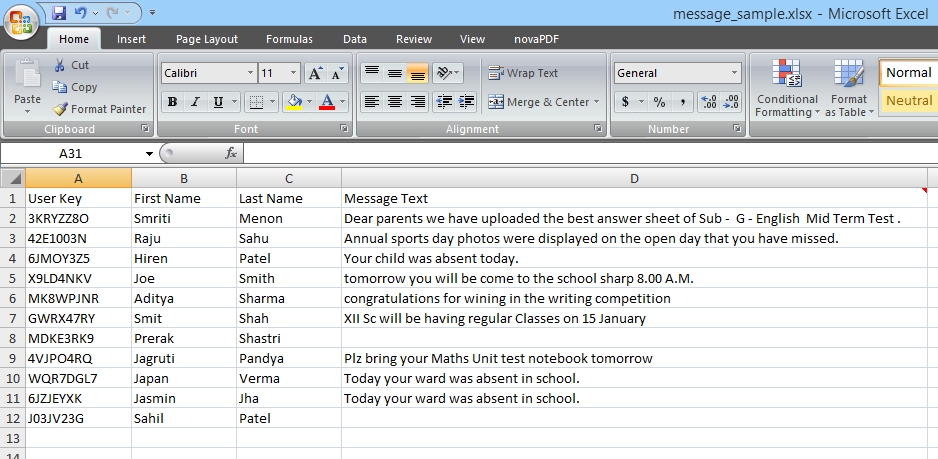 message_sample.xlsx - Microsoft Excel
Home Insert Page Layout Formulas Data Review View novaPDF
Paste Cut Copy Format Painter
Clipboard
Calibri 11 A A
B I U A
Font
Wrap Text
Merge & Center
Alignment
General
$ % , .0 .00 .00 .0
Number
Conditional Formatting
Format as Table
Normal
Neutral
A31 fx
A B C D
1 User Key First Name Last Name Message Text
2 3KRYZZ8O Smriti Menon Dear parents we have uploaded the best answer sheet of Sub - G - English Mid Term Test .
3 42E1003N Raju Sahu Annual sports day photos were displayed on the open day that you have missed.
4 6JMOY3Z5 Hiren Patel Your child was absent today.
5 X9LD4NKV Joe Smith tomorrow you will be come to the school sharp 8.00 A.M.
6 MK8WPJNR Aditya Sharma congratulations for wining in the writing competition
7 GWRX47RY Smit Shah XII Sc will be having regular Classes on 15 January
8 MDKE3RK9 Prerak Shastri
9 4VJPO4RQ Jagruti Pandya Plz bring your Maths Unit test notebook tomorrow
10 WQR7DGL7 Japan Verma Today your ward was absent in school.
11 6JZJEYXK Jasmin Jha Today your ward was absent in school.
12 J03JV23G Sahil Patel
13
14